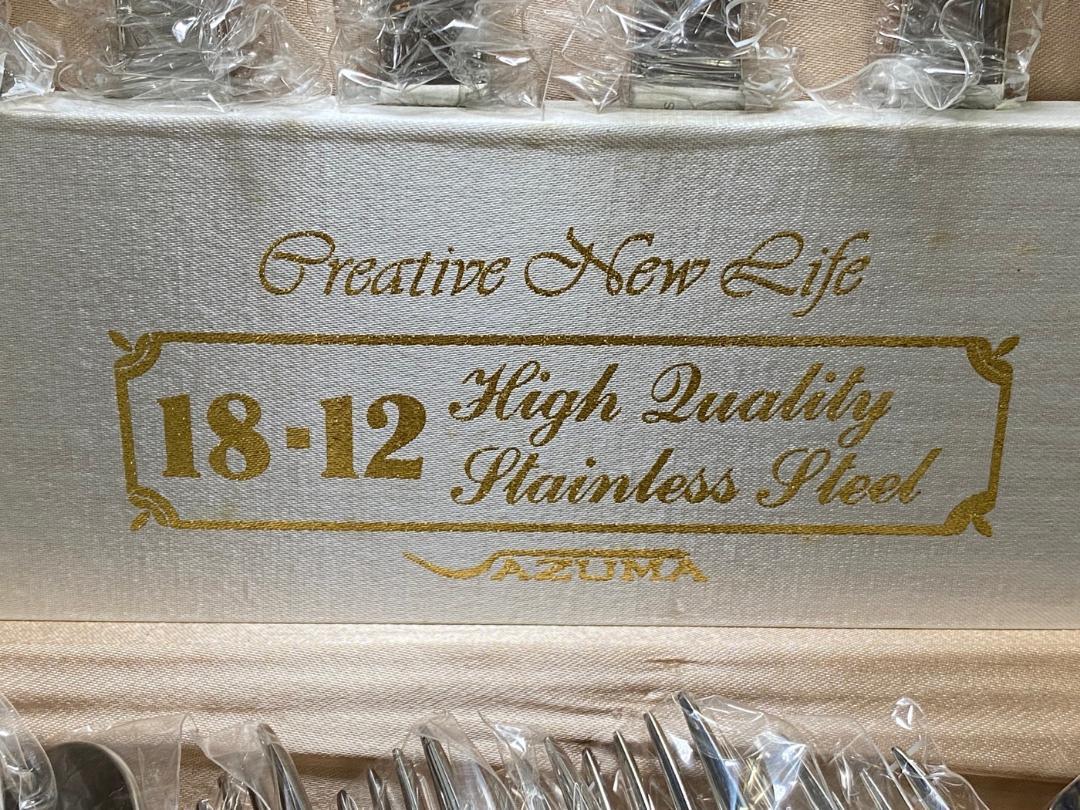 Creative New Life
18-12 High Quality
Stainless Steel
AZUMA